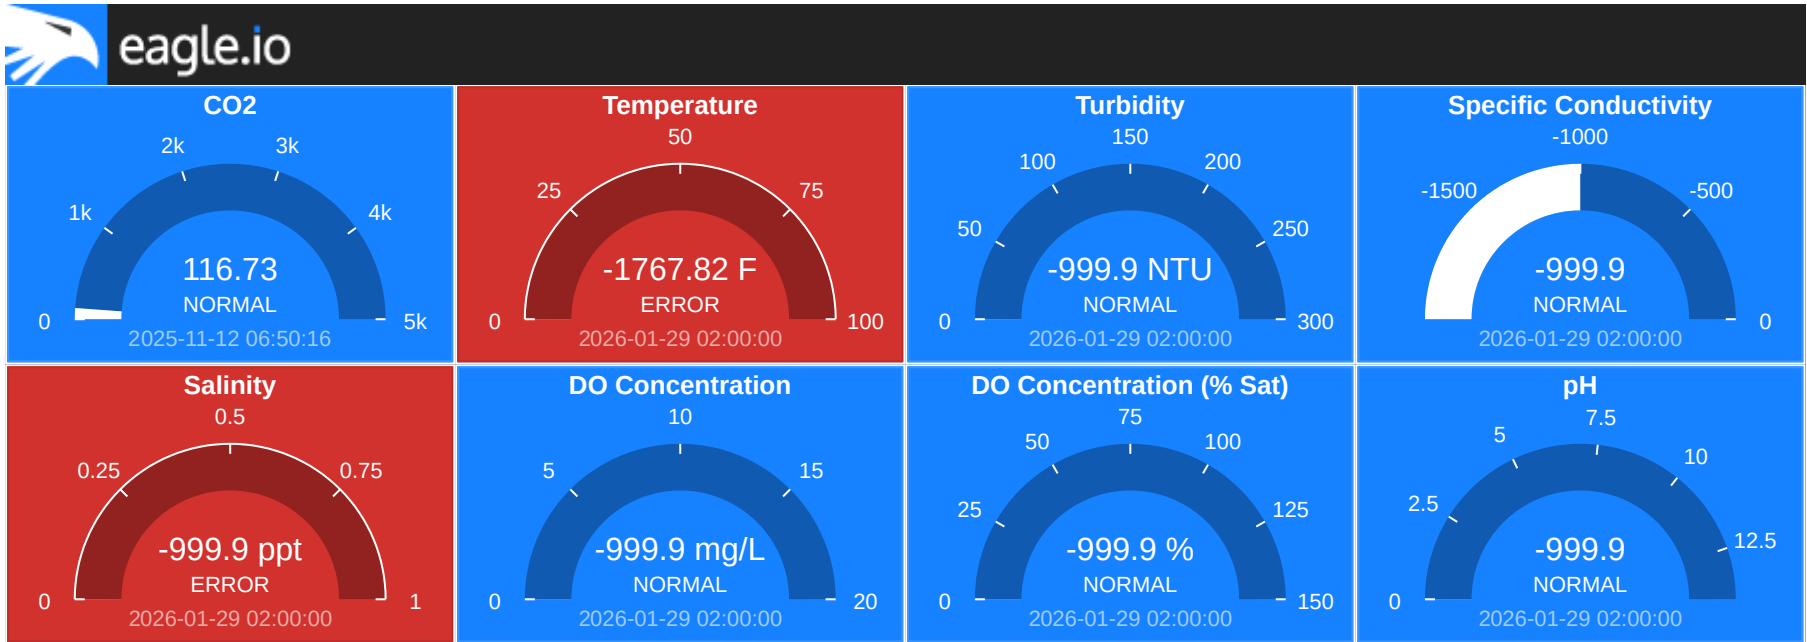 eagle.io
CO2
0
1k
2k
3k
4k
5k
116.73
NORMAL
2025-11-12 06:50:16
Temperature
0
25
50
75
100
-1767.82 F
ERROR
2026-01-29 02:00:00
Turbidity
0
50
100
150
200
250
300
-999.9 NTU
NORMAL
2026-01-29 02:00:00
Specific Conductivity
-1500
-1000
-500
0
-999.9
NORMAL
2026-01-29 02:00:00
Salinity
0
0.25
0.5
0.75
1
-999.9 ppt
ERROR
2026-01-29 02:00:00
DO Concentration
0
5
10
15
20
-999.9 mg/L
NORMAL
2026-01-29 02:00:00
DO Concentration (% Sat)
0
25
50
75
100
125
150
-999.9 %
NORMAL
2026-01-29 02:00:00
pH
0
2.5
5
7.5
10
12.5
-999.9
NORMAL
2026-01-29 02:00:00